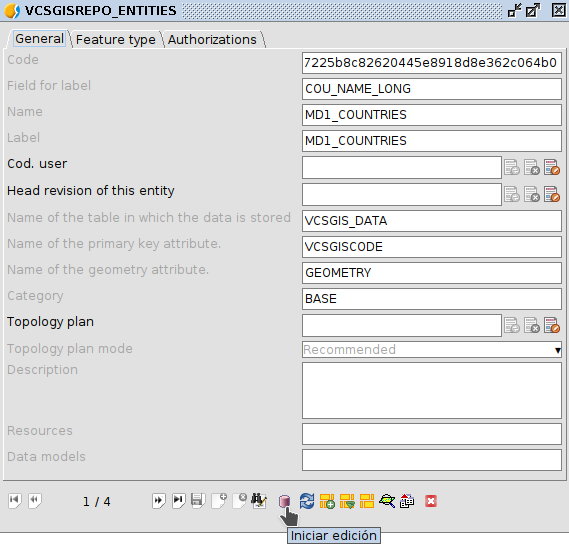 VCSGISREPO_ENTITIES
General Feature type Authorizations
Code 7225b8c82620445e8918d8e362c064b0
Field for label COU_NAME_LONG
Name MD1_COUNTRIES
Label MD1_COUNTRIES
Cod. user
Head revision of this entity
Name of the table in which the data is stored VCSGIS_DATA
Name of the primary key attribute. VCSGISCODE
Name of the geometry attribute. GEOMETRY
Category BASE
Topology plan
Topology plan mode Recommended
Description
Resources
Data models
1 / 4
Iniciar edición